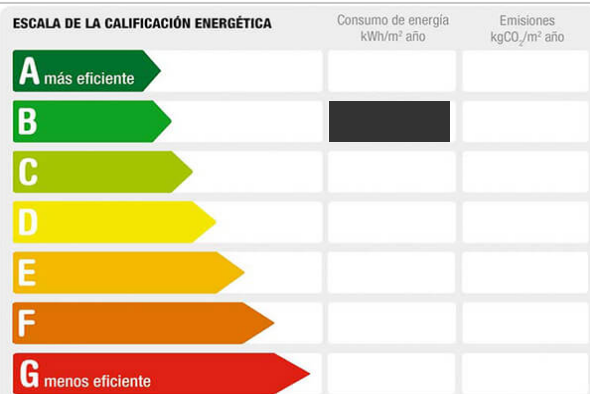 ESCALA DE LA CALIFICACIÓN ENERGÉTICA
Consumo de energía
kWh/m² año
Emisiones
kgCO₂/m² año
A más eficiente
B
C
D
E
F
G menos eficiente